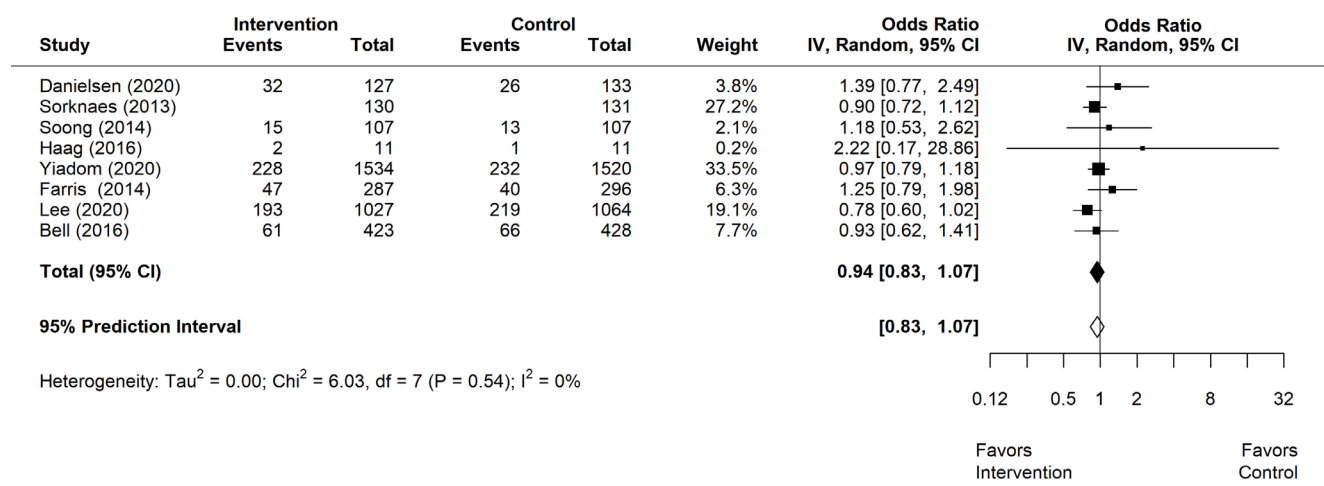 Intervention Control Odds Ratio Odds Ratio
Study Events Total Events Total Weight IV, Random, 95% CI IV, Random, 95% CI
Danielsen (2020) 32 127 26 133 3.8% 1.39 [0.77, 2.49]
Sorknaes (2013) 130 131 27.2% 0.90 [0.72, 1.12]
Soong (2014) 15 107 13 107 2.1% 1.18 [0.53, 2.62]
Haag (2016) 2 11 1 11 0.2% 2.22 [0.17, 28.86]
Yiadom (2020) 228 1534 232 1520 33.5% 0.97 [0.79, 1.18]
Farris (2014) 47 287 40 296 6.3% 1.25 [0.79, 1.98]
Lee (2020) 193 1027 219 1064 19.1% 0.78 [0.60, 1.02]
Bell (2016) 61 423 66 428 7.7% 0.93 [0.62, 1.41]
Total (95% CI) 0.94 [0.83, 1.07]
95% Prediction Interval [0.83, 1.07]
Heterogeneity: Tau² = 0.00; Chi² = 6.03, df = 7 (P = 0.54); I² = 0%
0.12 0.5 1 2 8 32
Favors Favors
Intervention Control